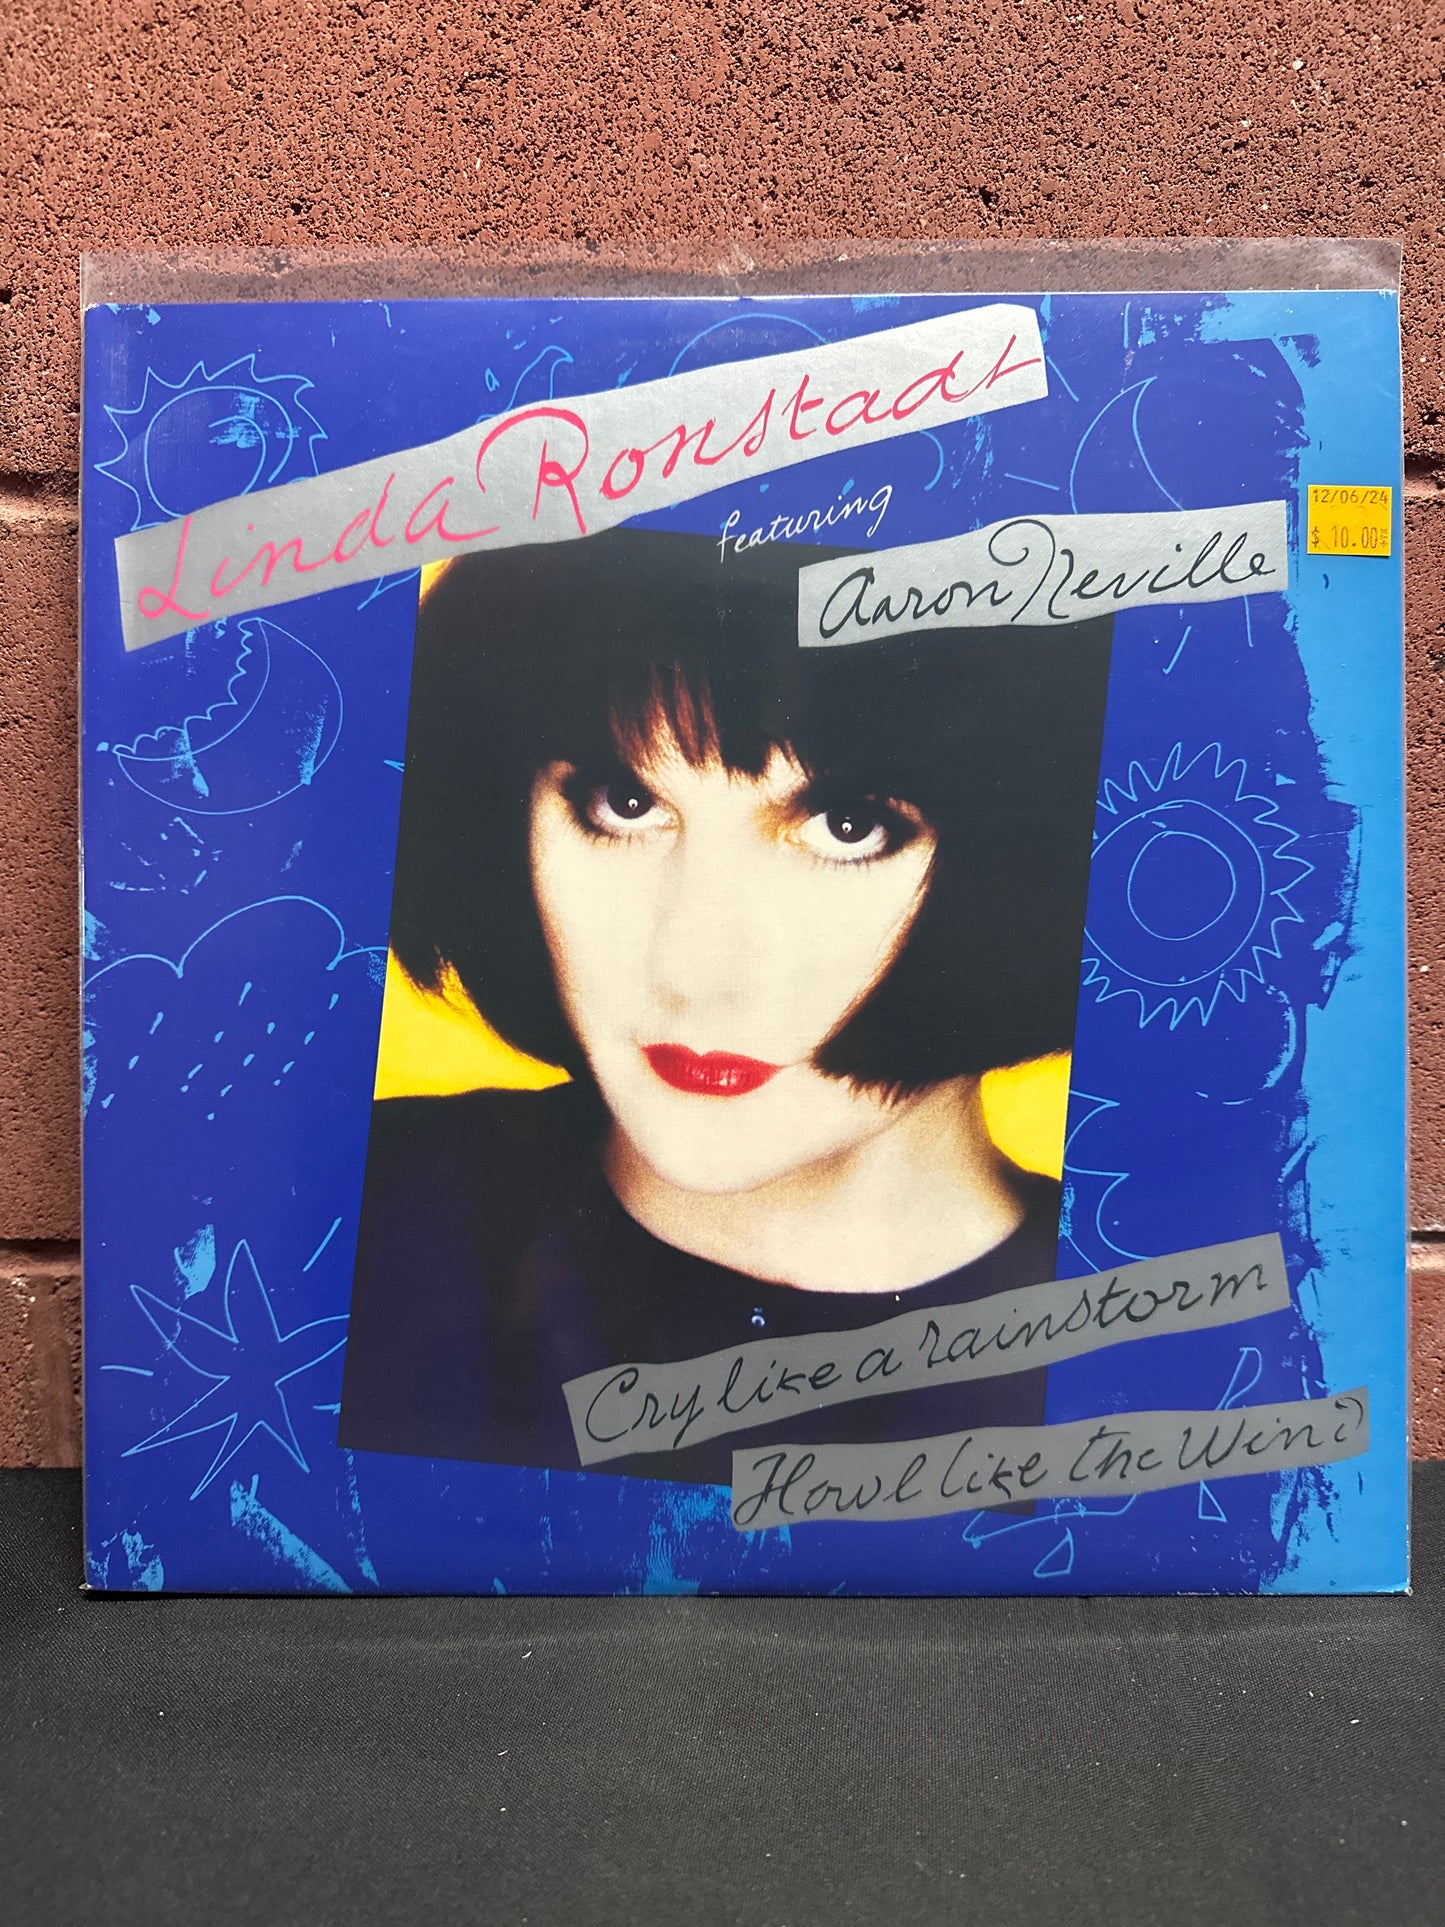 Linda Ronstadt
featuring
Aaron Neville
12/06/24
$ 10.00
Cry like a rainstorm
Howl like the Wind